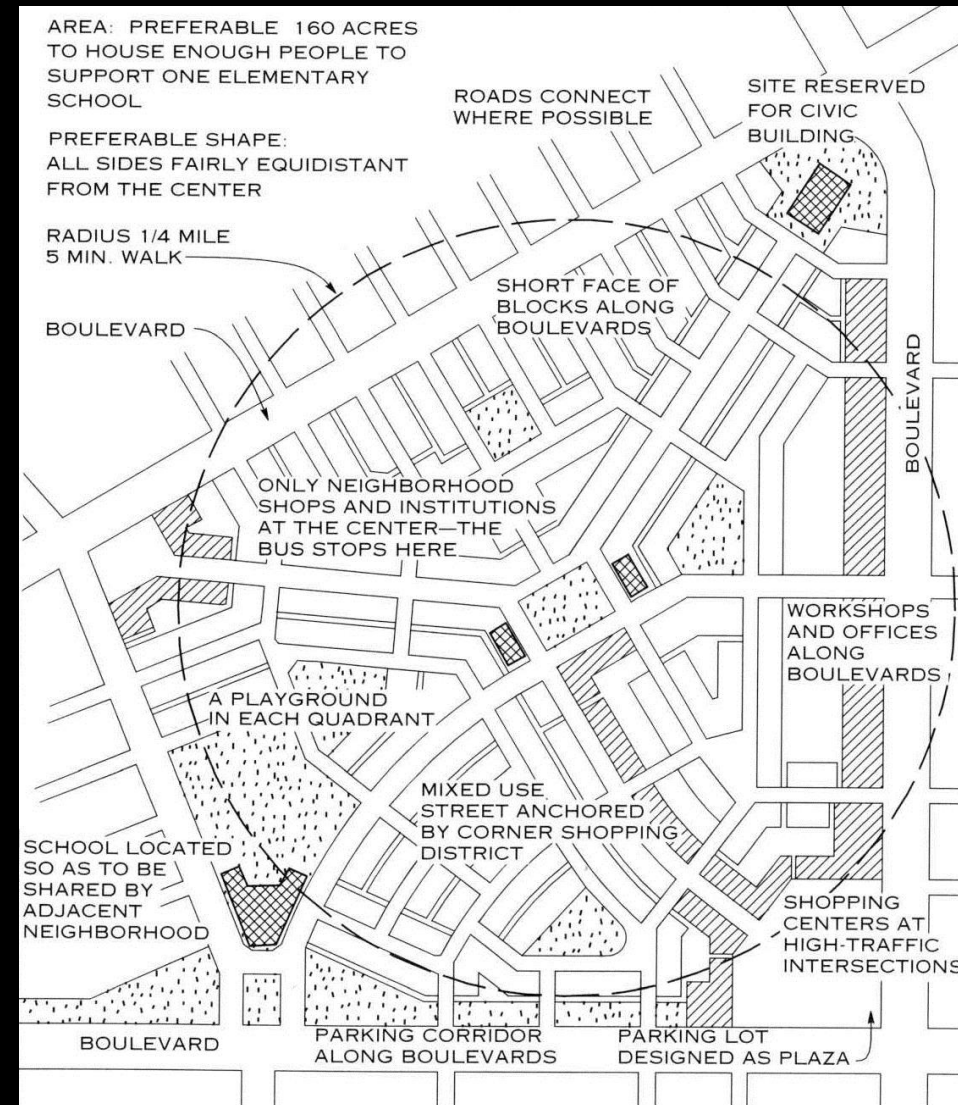 AREA: PREFERABLE 160 ACRES
TO HOUSE ENOUGH PEOPLE TO
SUPPORT ONE ELEMENTARY
SCHOOL
PREFERABLE SHAPE:
ALL SIDES FAIRLY EQUIDISTANT
FROM THE CENTER
RADIUS 1/4 MILE
5 MIN. WALK
BOULEVARD
ROADS CONNECT
WHERE POSSIBLE
SITE RESERVED
FOR CIVIC
BUILDING
SHORT FACE OF
BLOCKS ALONG
BOULEVARDS
BOULEVARD
ONLY NEIGHBORHOOD
SHOPS AND INSTITUTIONS
AT THE CENTER—THE
BUS STOPS HERE
WORKSHOPS
AND OFFICES
ALONG
BOULEVARDS
A PLAYGROUND
IN EACH QUADRANT
MIXED USE
STREET ANCHORED
BY CORNER SHOPPING
DISTRICT
SCHOOL LOCATED
SO AS TO BE
SHARED BY
ADJACENT
NEIGHBORHOOD
SHOPPING
CENTERS AT
HIGH-TRAFFIC
INTERSECTIONS
BOULEVARD
PARKING CORRIDOR
ALONG BOULEVARDS
PARKING LOT
DESIGNED AS PLAZA